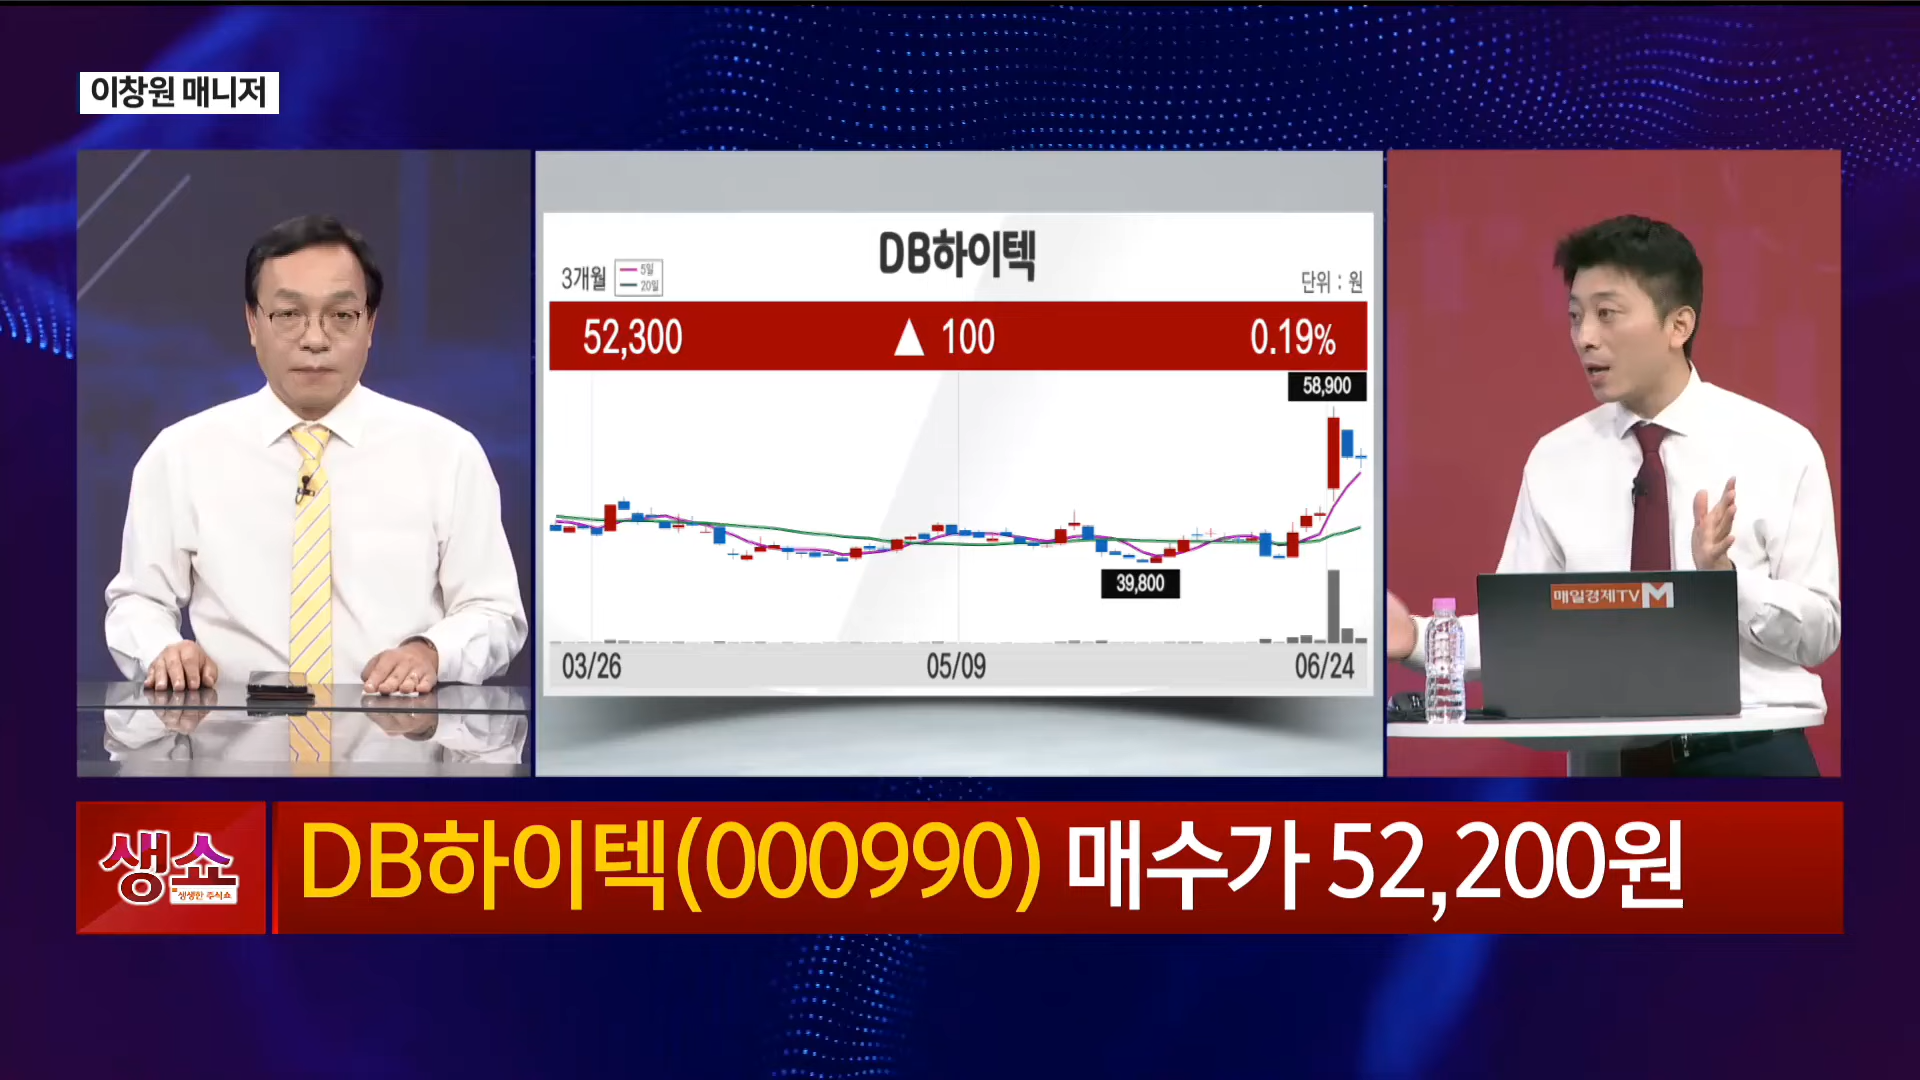 이창원 매니저
DB하이텍
3개월
5일
20일
단위 : 원
52,300 ▲ 100 0.19%
58,900
39,800
03/26 05/09 06/24
매일경제TV M
생쇼
생생한 주식쇼
DB하이텍(000990) 매수가 52,200원